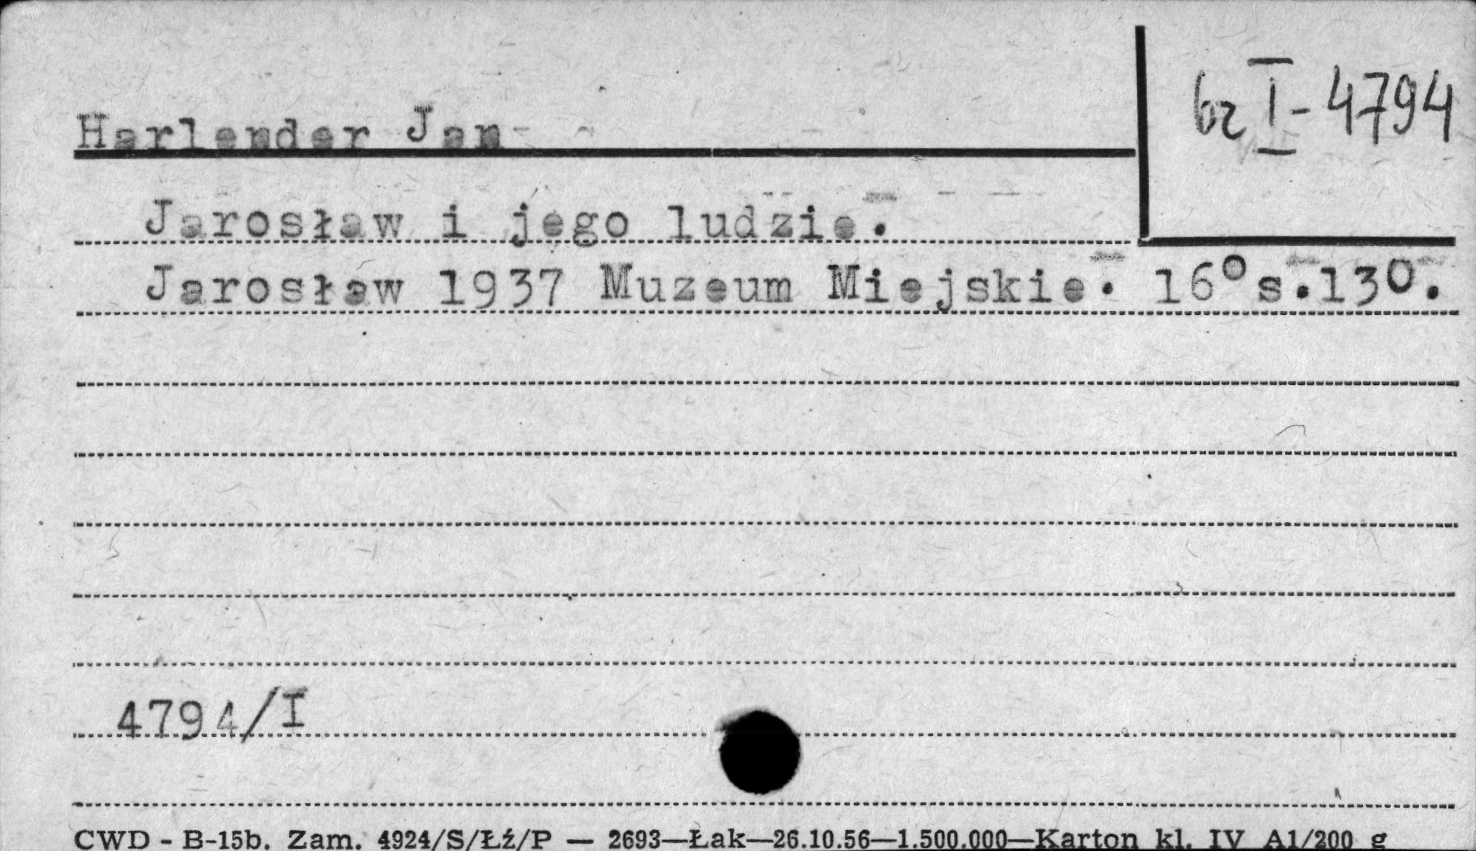 br I-4794
Harlender Jan
Jarosław i jego ludzie.
Jarosław 1937 Muzeum Miejskie. 16°s.130.
4794/I
CWD - B-15b. Zam. 4924/S/Łź/P — 2693—Łak—26.10.56—1.500.000—Karton kl. IV A1/200 g